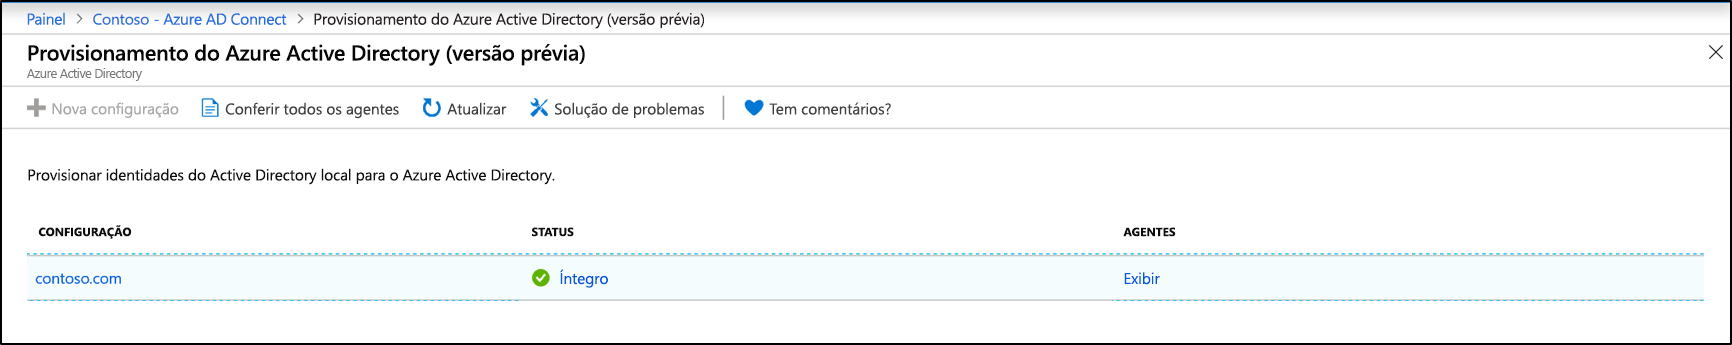 Painel > Contoso - Azure AD Connect > Provisionamento do Azure Active Directory (versão prévia)
Provisionamento do Azure Active Directory (versão prévia)
Azure Active Directory
Nova configuração Conferir todos os agentes Atualizar Solução de problemas Tem comentários?
Provisionar identidades do Active Directory local para o Azure Active Directory.
CONFIGURAÇÃO STATUS AGENTES
contoso.com Íntegro Exibir